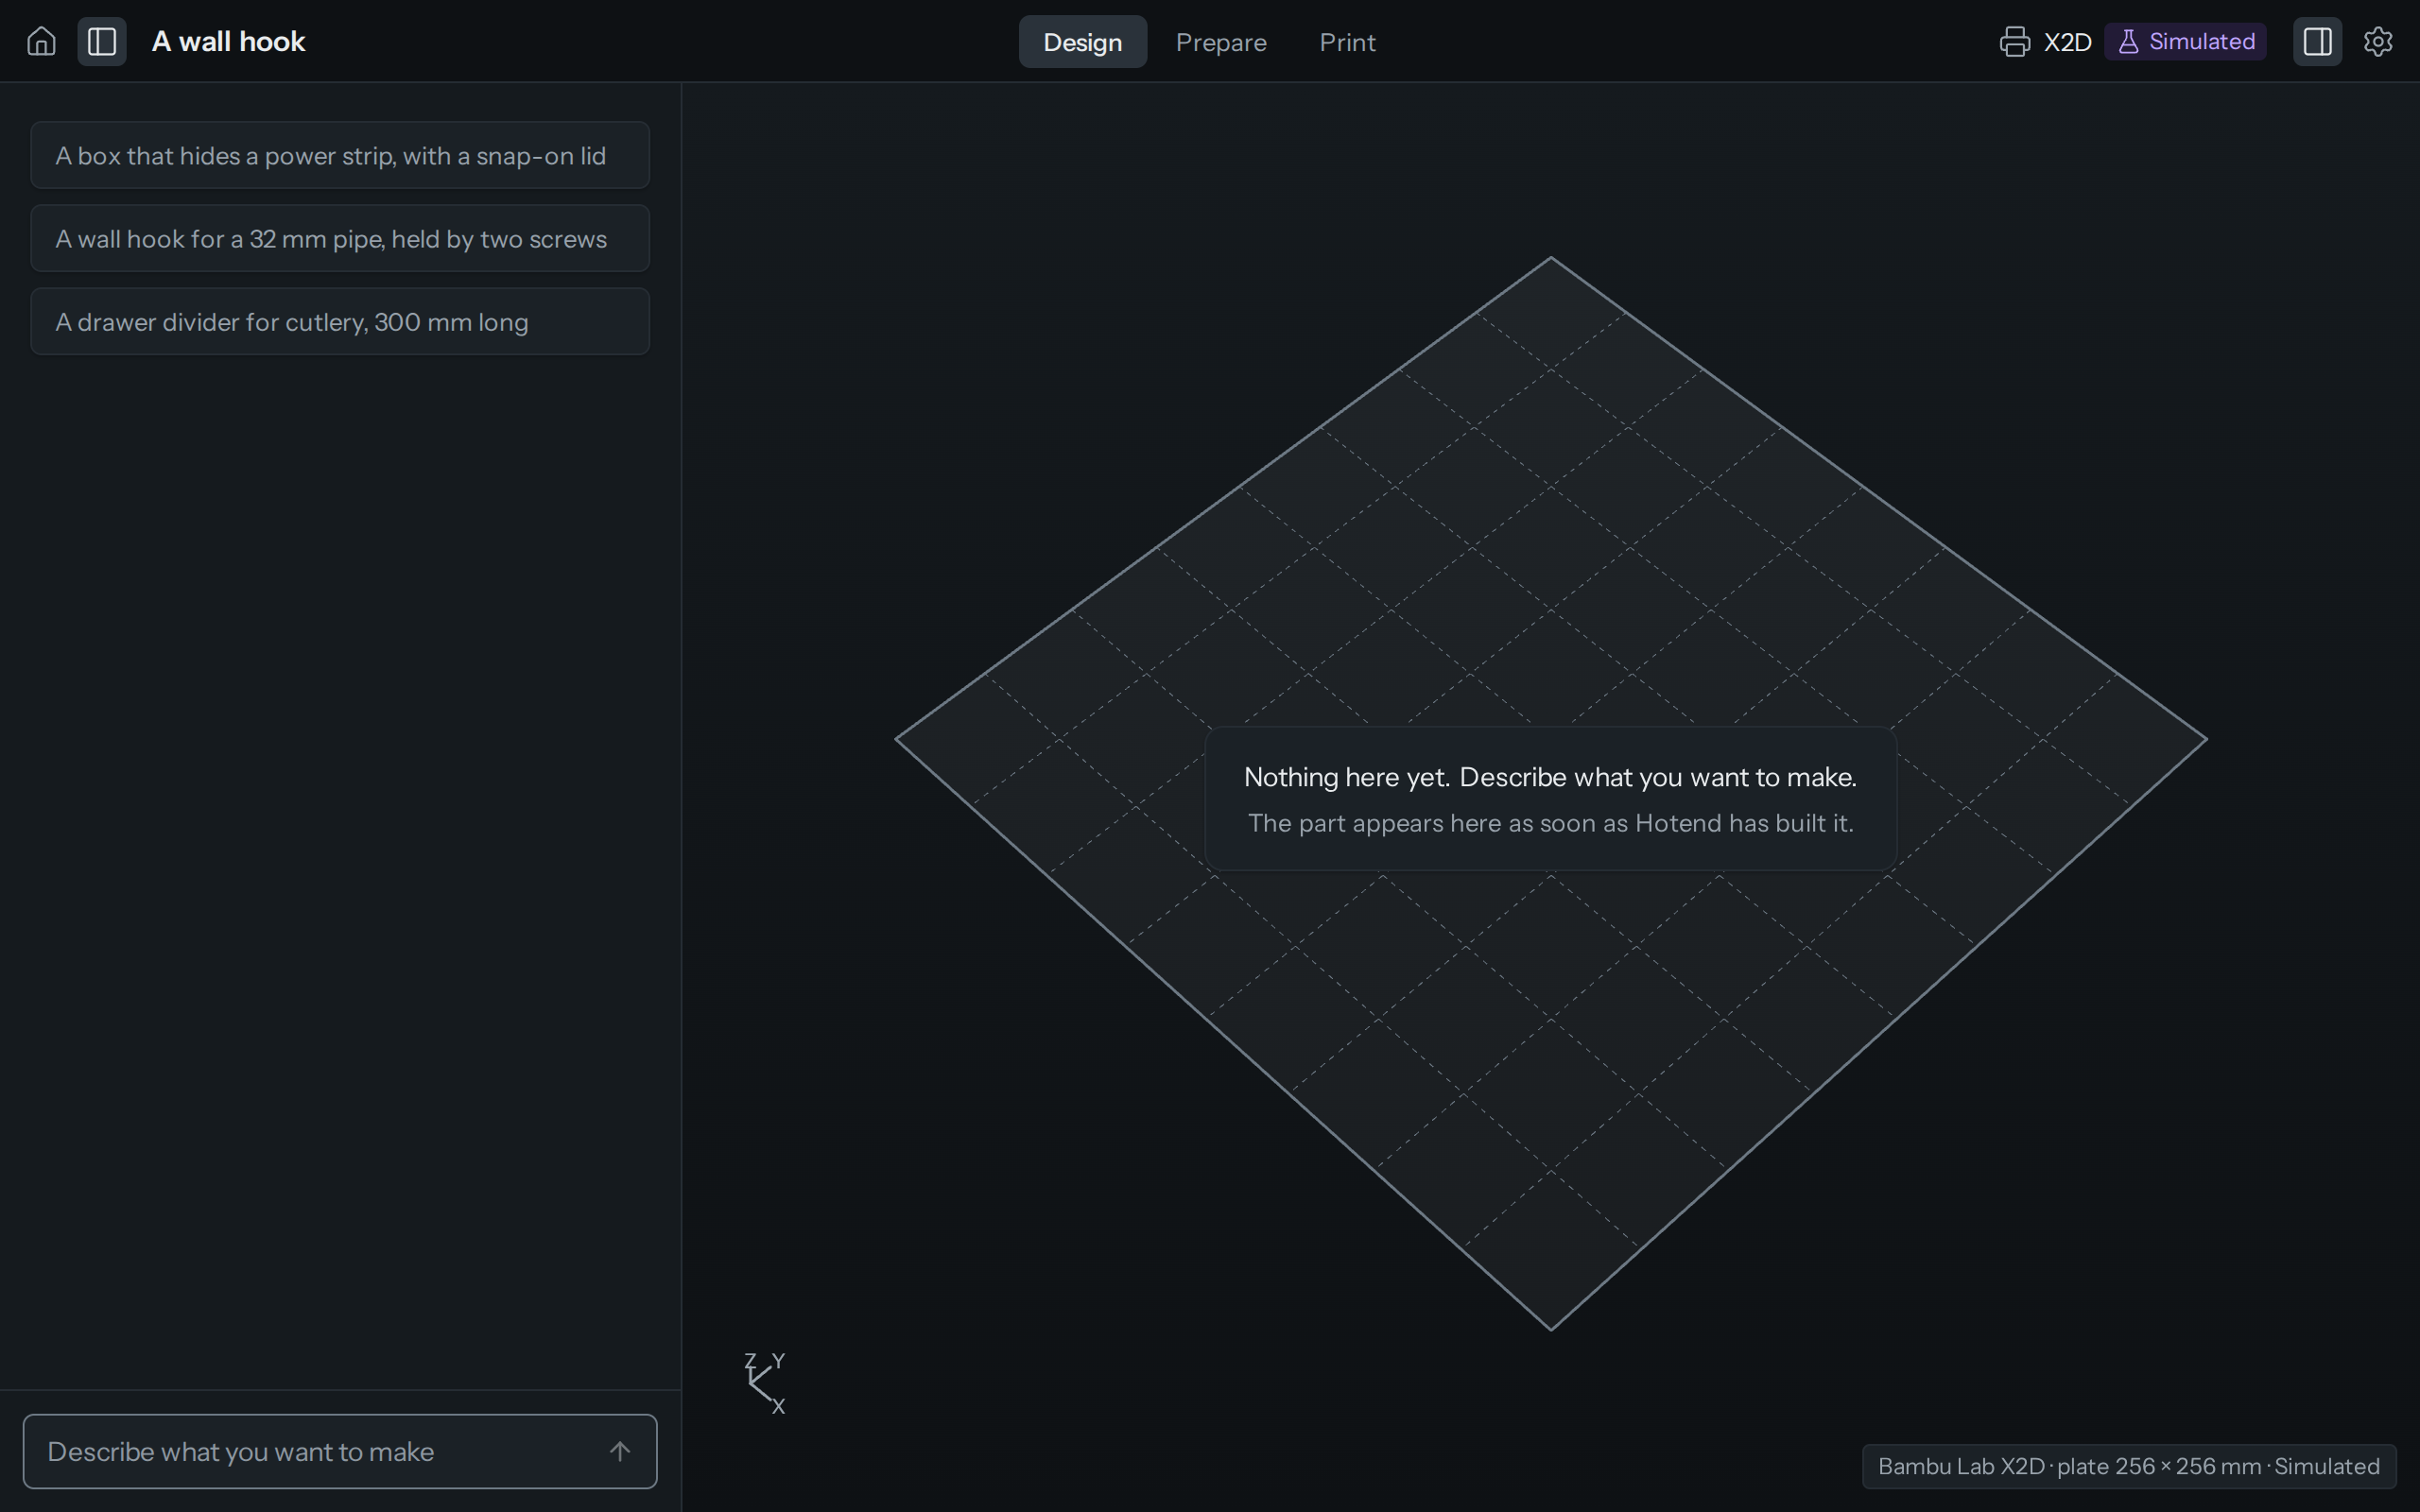 A wall hook
Design
Prepare
Print
X2D
Simulated
A box that hides a power strip, with a snap-on lid
A wall hook for a 32 mm pipe, held by two screws
A drawer divider for cutlery, 300 mm long
Nothing here yet. Describe what you want to make.
The part appears here as soon as Hotend has built it.
Z Y
X
Describe what you want to make
Bambu Lab X2D · plate 256 × 256 mm · Simulated